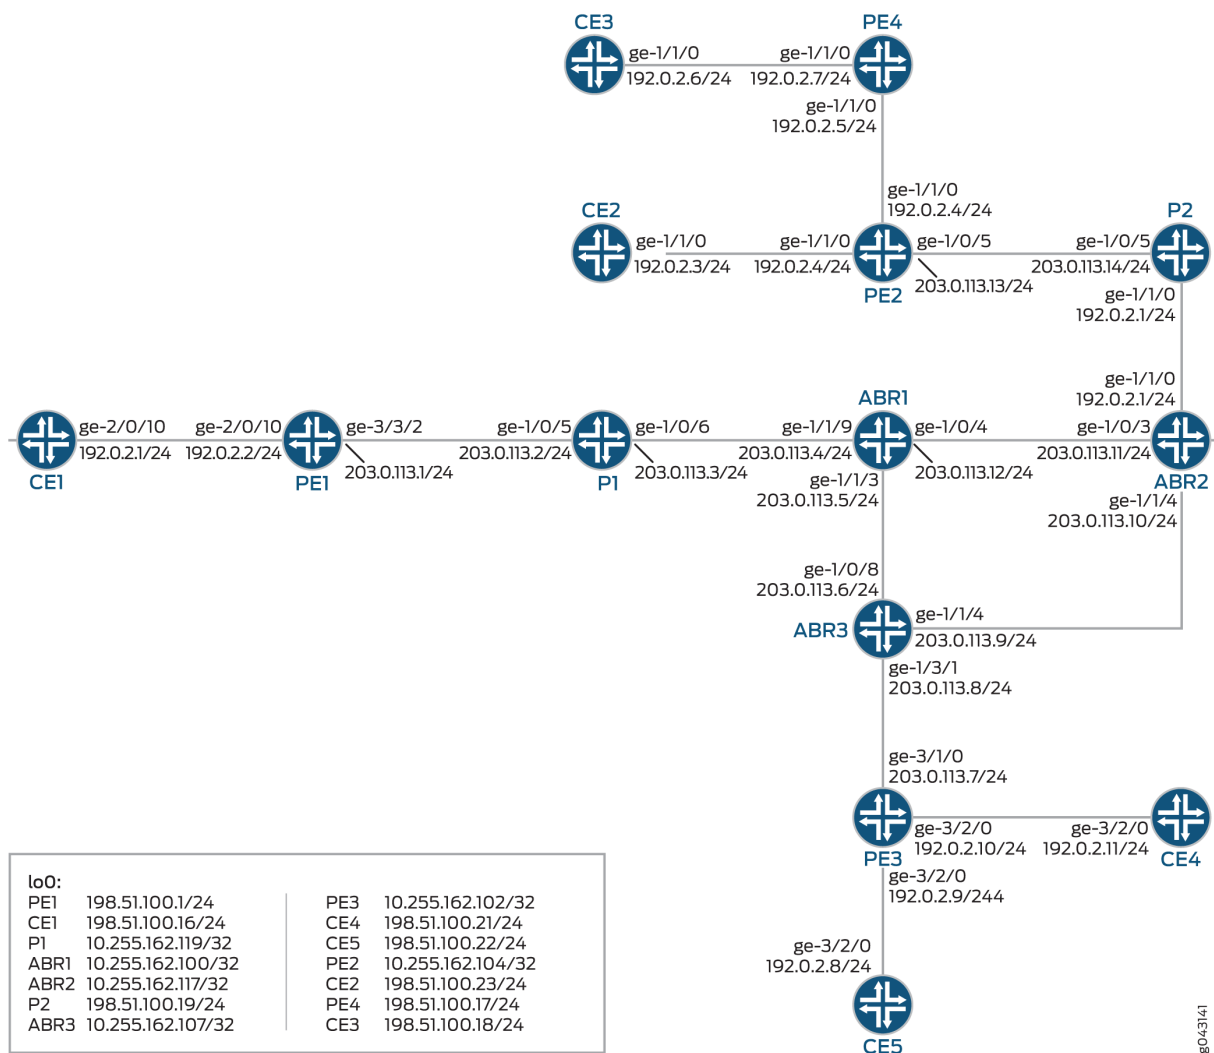 CE3
PE4
ge-1/1/0
ge-1/1/0
192.0.2.6/24
192.0.2.7/24
ge-1/1/0
192.0.2.5/24
ge-1/1/0
192.0.2.4/24
CE2
P2
ge-1/1/0
ge-1/1/0
ge-1/0/5
ge-1/0/5
192.0.2.3/24
192.0.2.4/24
203.0.113.14/24
PE2
203.0.113.13/24
ge-1/1/0
192.0.2.1/24
ge-1/1/0
192.0.2.1/24
ABR1
ge-2/0/10
ge-2/0/10
ge-3/3/2
ge-1/0/5
ge-1/0/6
ge-1/1/9
ge-1/0/4
ge-1/0/3
192.0.2.1/24
192.0.2.2/24
203.0.113.2/24
203.0.113.4/24
203.0.113.11/24
203.0.113.1/24
203.0.113.3/24
203.0.113.12/24
CE1
PE1
P1
ABR2
ge-1/1/3
203.0.113.5/24
ge-1/1/4
203.0.113.10/24
ge-1/0/8
203.0.113.6/24
ABR3
ge-1/1/4
203.0.113.9/24
ge-1/3/1
203.0.113.8/24
ge-3/1/0
203.0.113.7/24
ge-3/2/0
ge-3/2/0
192.0.2.10/24
192.0.2.11/24
PE3
CE4
ge-3/2/0
192.0.2.9/244
ge-3/2/0
192.0.2.8/24
CE5
lo0:
PE1 198.51.100.1/24
CE1 198.51.100.16/24
P1 10.255.162.119/32
ABR1 10.255.162.100/32
ABR2 10.255.162.117/32
P2 198.51.100.19/24
ABR3 10.255.162.107/32
PE3 10.255.162.102/32
CE4 198.51.100.21/24
CE5 198.51.100.22/24
PE2 10.255.162.104/32
CE2 198.51.100.23/24
PE4 198.51.100.17/24
CE3 198.51.100.18/24
g043141